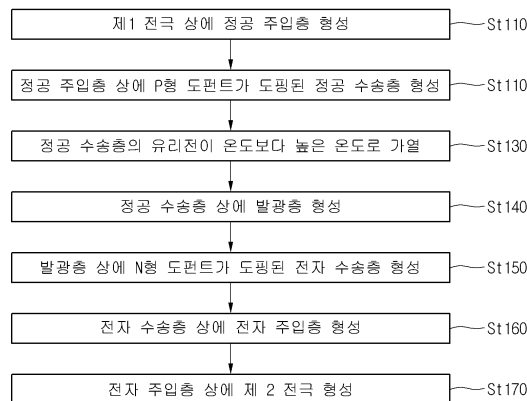 제1 전극 상에 정공 주입층 형성 St110
정공 주입층 상에 P형 도펀트가 도핑된 정공 수송층 형성 St110
정공 수송층의 유리전이 온도보다 높은 온도로 가열 St130
정공 수송층 상에 발광층 형성 St140
발광층 상에 N형 도펀트가 도핑된 전자 수송층 형성 St150
전자 수송층 상에 전자 주입층 형성 St160
전자 주입층 상에 제 2 전극 형성 St170